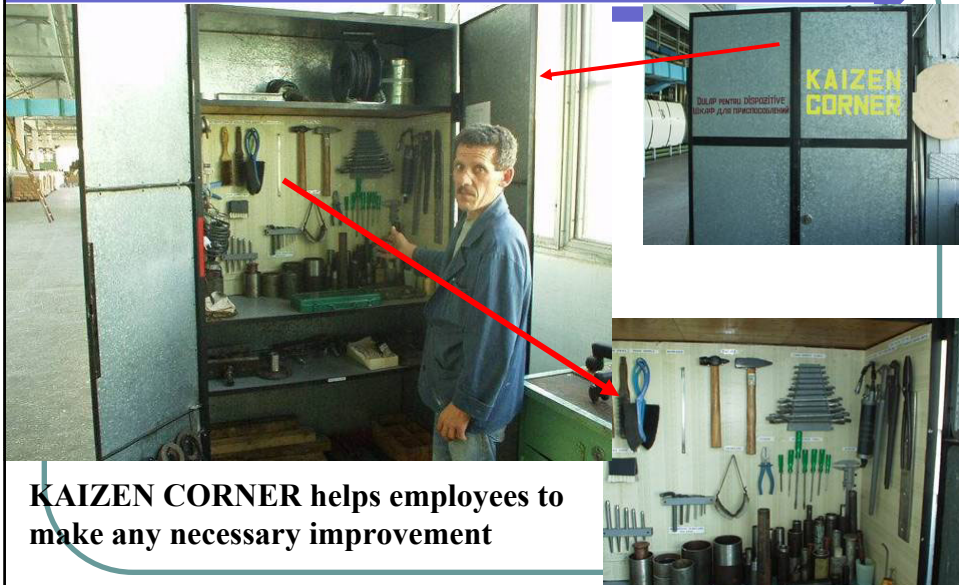 DULAP PENTRU DISPOZITIVE
ШКАФ ДЛЯ ПРИСПОСОБЛЕНИЙ
KAIZEN
CORNER
KAIZEN CORNER helps employees to
make any necessary improvement